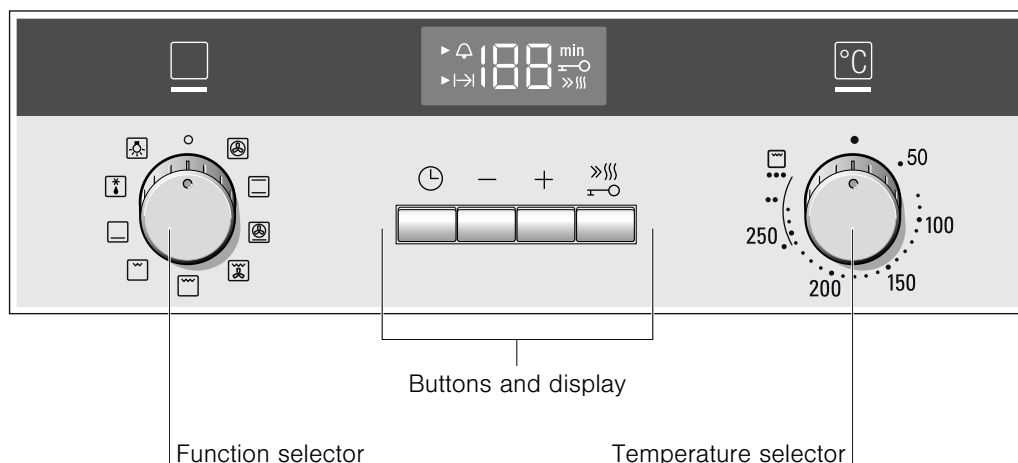 188 min
°C
50
100
150
200
250
Buttons and display
Function selector
Temperature selector